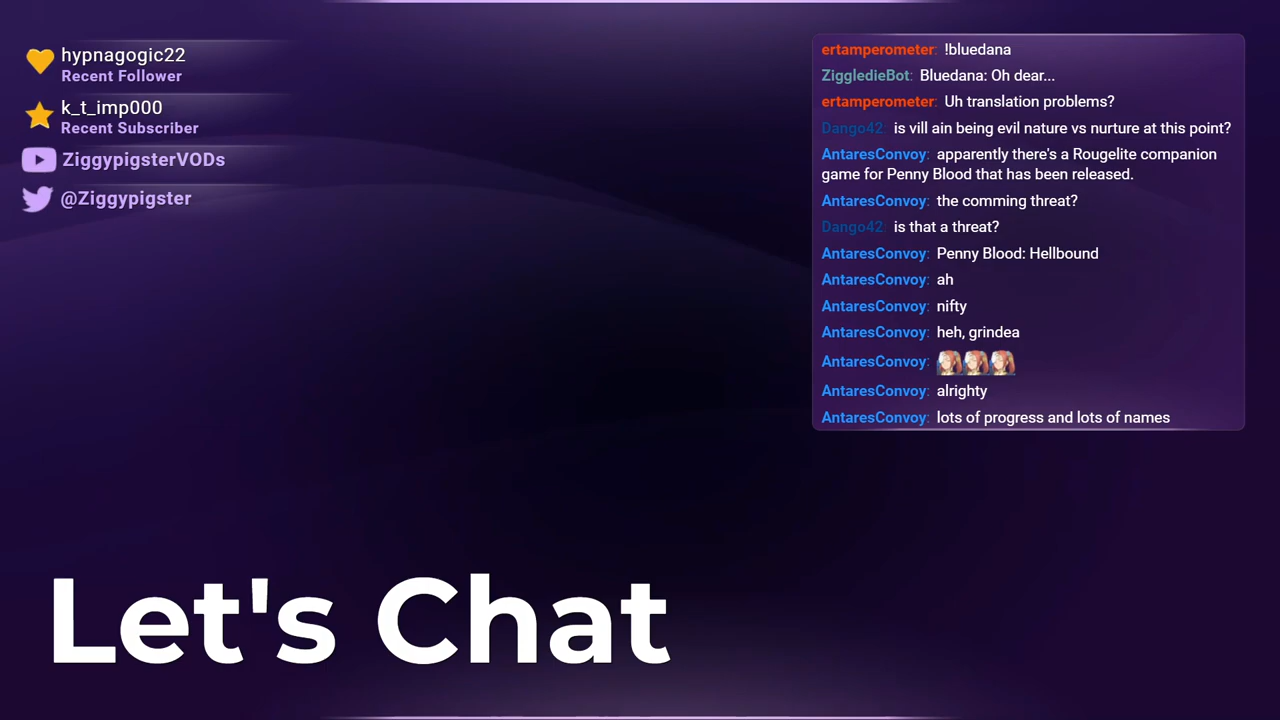 hypnagogic22
Recent Follower
k_t_imp000
Recent Subscriber
ZiggypigsterVODs
@Ziggypigster
ertamperometer: !bluedana
ZiggledieBot: Bluedana: Oh dear...
ertamperometer: Uh translation problems?
Dango42: is vill ain being evil nature vs nurture at this point?
AntaresConvoy: apparently there's a Rougelite companion
game for Penny Blood that has been released.
AntaresConvoy: the comming threat?
Dango42: is that a threat?
AntaresConvoy: Penny Blood: Hellbound
AntaresConvoy: ah
AntaresConvoy: nifty
AntaresConvoy: heh, grindea
AntaresConvoy:
AntaresConvoy: alrighty
AntaresConvoy: lots of progress and lots of names
Let's Chat